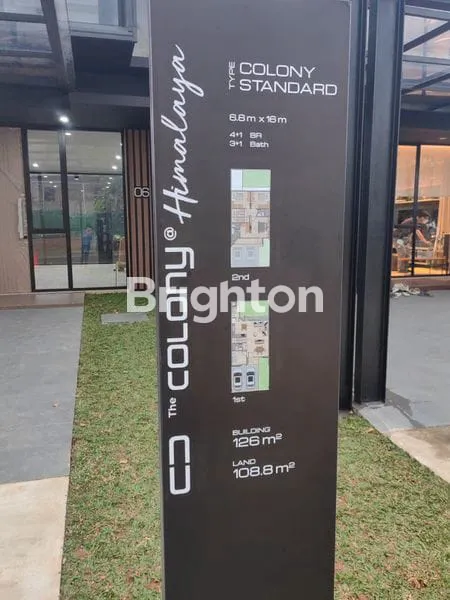 The COLONY @ Himalaya
TYPE COLONY
STANDARD
6.8 m x 16 m
4+1 BR
3+1 Bath
2nd
1st
BUILDING
126 m²
LAND
108.8 m²
06
Brighton